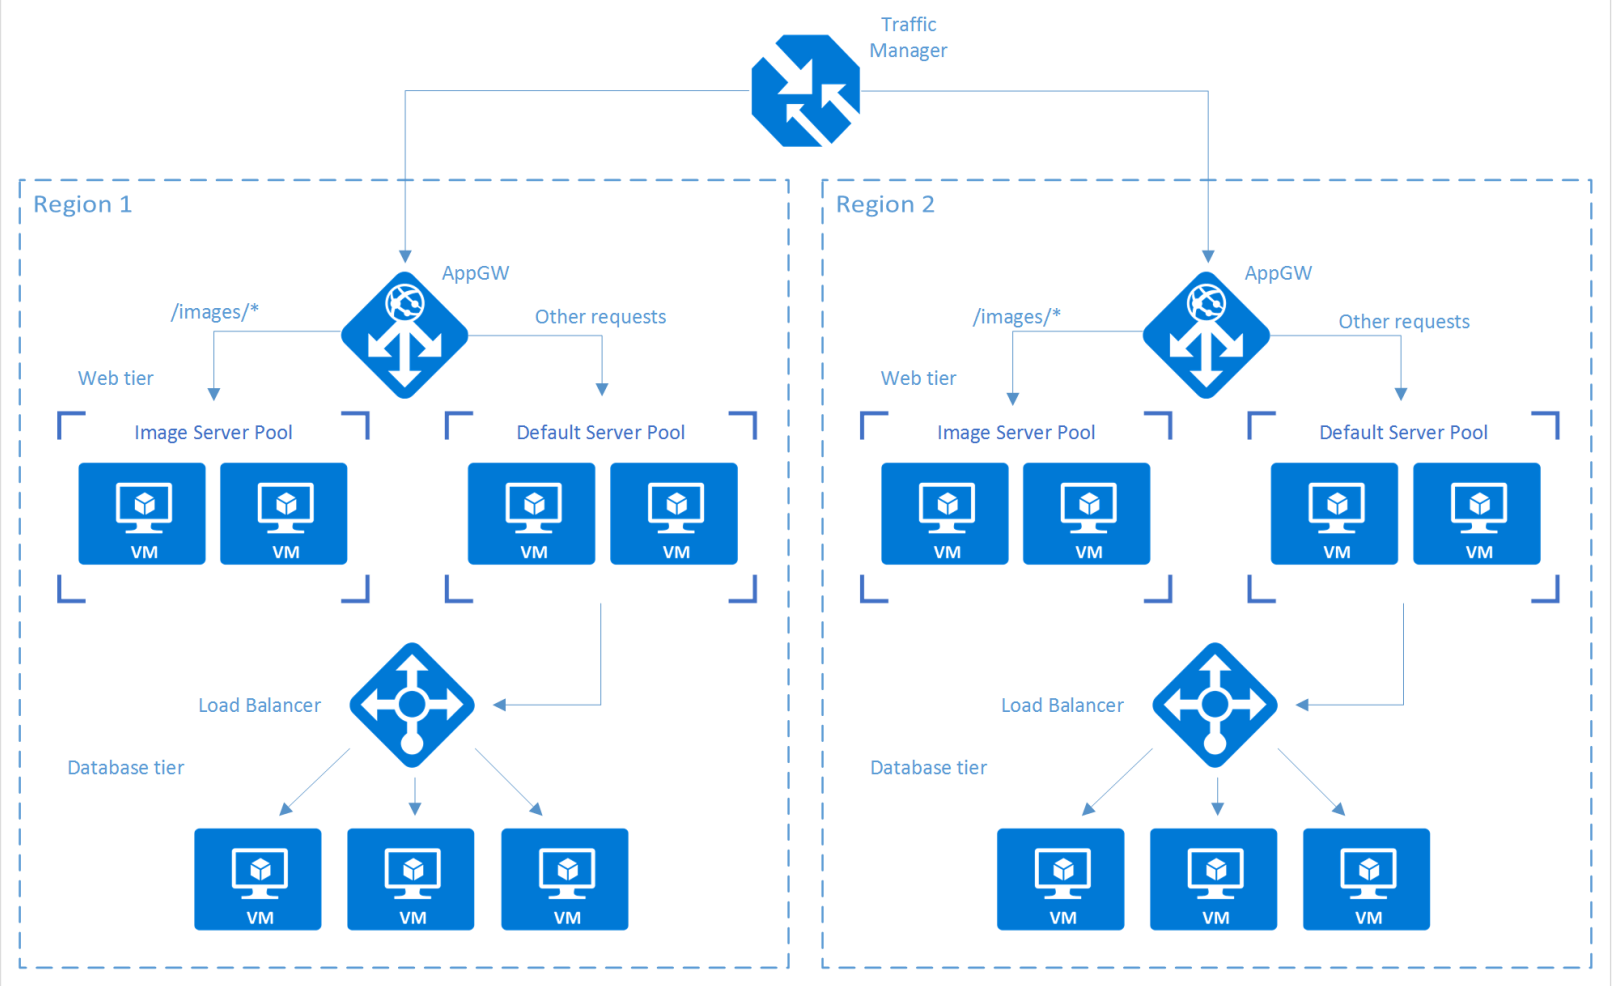 Traffic
Manager
Region 1
AppGW
/images/*
Other requests
Web tier
Image Server Pool
Default Server Pool
VM
VM
VM
VM
Load Balancer
Database tier
VM
VM
VM
Region 2
AppGW
/images/*
Other requests
Web tier
Image Server Pool
Default Server Pool
VM
VM
VM
VM
Load Balancer
Database tier
VM
VM
VM